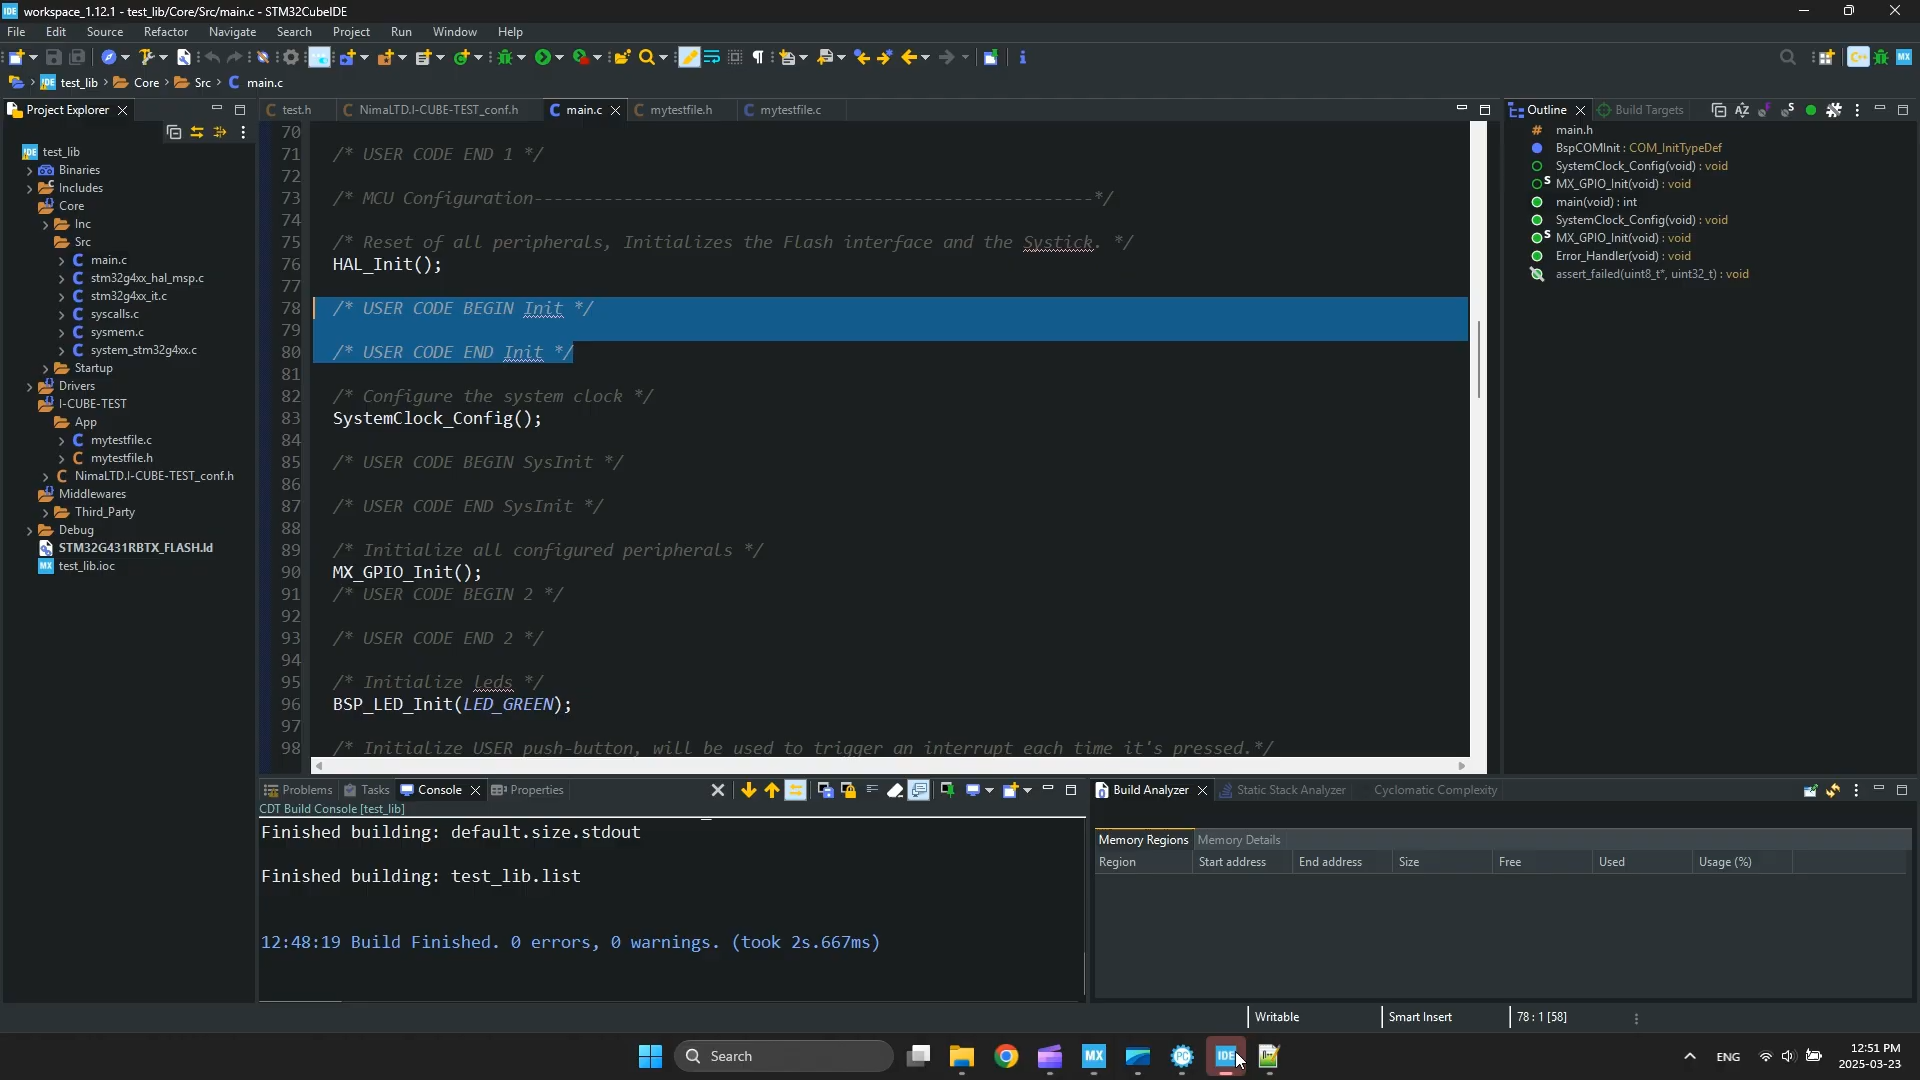 IDE workspace_1.12.1 - test_lib/Core/Src/main.c - STM32CubeIDE
File Edit Source Refactor Navigate Search Project Run Window Help
IDE test_lib Core Src main.c
Project Explorer
test.h NimaLTD.I-CUBE-TEST_conf.h main.c mytestfile.h mytestfile.c
Outline Build Targets
IDE test_lib
Binaries
Includes
Core
Inc
Src
main.c
stm32g4xx_hal_msp.c
stm32g4xx_it.c
syscalls.c
sysmem.c
system_stm32g4xx.c
Startup
Drivers
I-CUBE-TEST
App
mytestfile.c
mytestfile.h
NimaLTD.I-CUBE-TEST_conf.h
Middlewares
Third_Party
Debug
STM32G431RBTX_FLASH.ld
MX test_lib.ioc
70
71 /* USER CODE END 1 */
72
73 /* MCU Configuration--------------------------------------------------------*/
74
75 /* Reset of all peripherals, Initializes the Flash interface and the Systick. */
76 HAL_Init();
77
78 /* USER CODE BEGIN Init */
79
80 /* USER CODE END Init */
81
82 /* Configure the system clock */
83 SystemClock_Config();
84
85 /* USER CODE BEGIN SysInit */
86
87 /* USER CODE END SysInit */
88
89 /* Initialize all configured peripherals */
90 MX_GPIO_Init();
91 /* USER CODE BEGIN 2 */
92
93 /* USER CODE END 2 */
94
95 /* Initialize leds */
96 BSP_LED_Init(LED_GREEN);
97
98 /* Initialize USER push-button, will be used to trigger an interrupt each time it's pressed.*/
main.h
BspCOMInit : COM_InitTypeDef
SystemClock_Config(void) : void
MX_GPIO_Init(void) : void
main(void) : int
SystemClock_Config(void) : void
MX_GPIO_Init(void) : void
Error_Handler(void) : void
assert_failed(uint8_t*, uint32_t) : void
Problems Tasks Console Properties
CDT Build Console [test_lib]
Finished building: default.size.stdout
Finished building: test_lib.list
12:48:19 Build Finished. 0 errors, 0 warnings. (took 2s.667ms)
Build Analyzer Static Stack Analyzer Cyclomatic Complexity
Memory Regions Memory Details
Region Start address End address Size Free Used Usage (%)
Writable Smart Insert 78 : 1 [58]
Search MX PC IDE
ENG 12:51 PM
2025-03-23